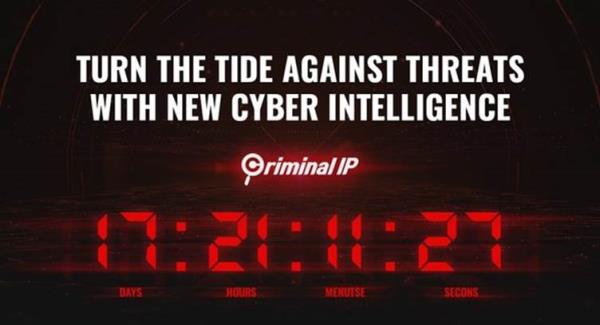 TURN THE TIDE AGAINST THREATS
WITH NEW CYBER INTELLIGENCE
Criminal IP
17:21:11:27
DAYS HOURS MENUTSE SECONS